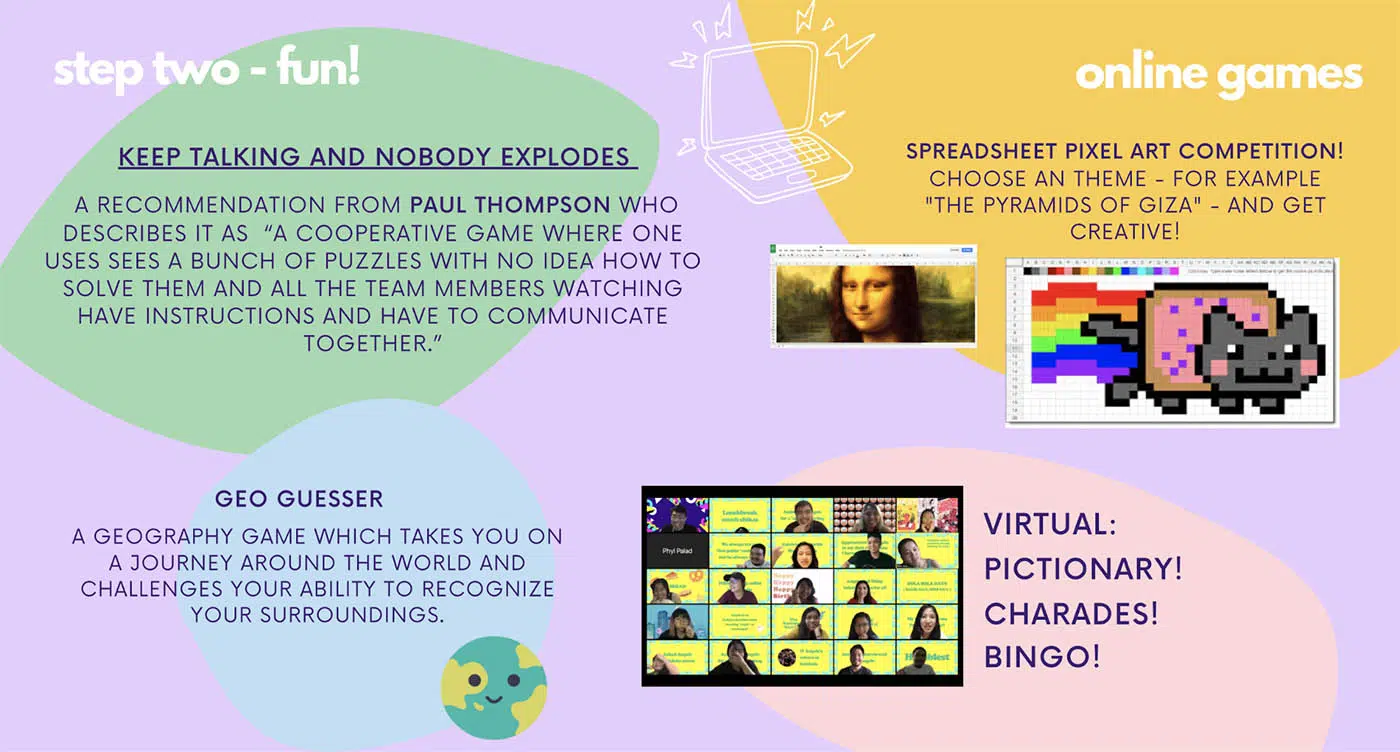 step two - fun!
online games
KEEP TALKING AND NOBODY EXPLODES
A RECOMMENDATION FROM PAUL THOMPSON WHO
DESCRIBES IT AS “A COOPERATIVE GAME WHERE ONE
USES SEES A BUNCH OF PUZZLES WITH NO IDEA HOW TO
SOLVE THEM AND ALL THE TEAM MEMBERS WATCHING
HAVE INSTRUCTIONS AND HAVE TO COMMUNICATE
TOGETHER.”
SPREADSHEET PIXEL ART COMPETITION!
CHOOSE AN THEME - FOR EXAMPLE
"THE PYRAMIDS OF GIZA" - AND GET
CREATIVE!
GEO GUESSER
A GEOGRAPHY GAME WHICH TAKES YOU ON
A JOURNEY AROUND THE WORLD AND
CHALLENGES YOUR ABILITY TO RECOGNIZE
YOUR SURROUNDINGS.
Phyl Palad
VIRTUAL:
PICTIONARY!
CHARADES!
BINGO!